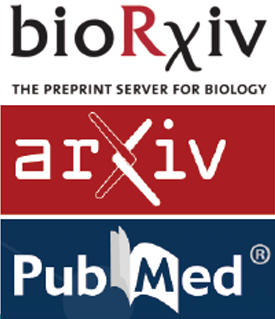 bioRχiv
THE PREPRINT SERVER FOR BIOLOGY
arXiv
PubMed®